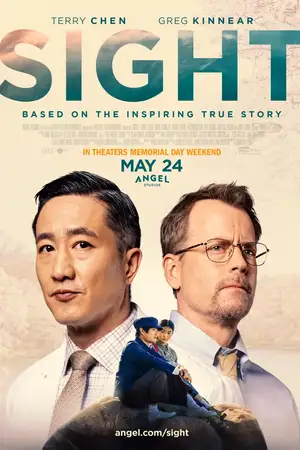 TERRY CHEN GREG KINNEAR
SIGHT
BASED ON THE INSPIRING TRUE STORY
IN THEATERS MEMORIAL DAY WEEKEND
MAY 24
ANGEL
STUDIOS
angel.com/sight